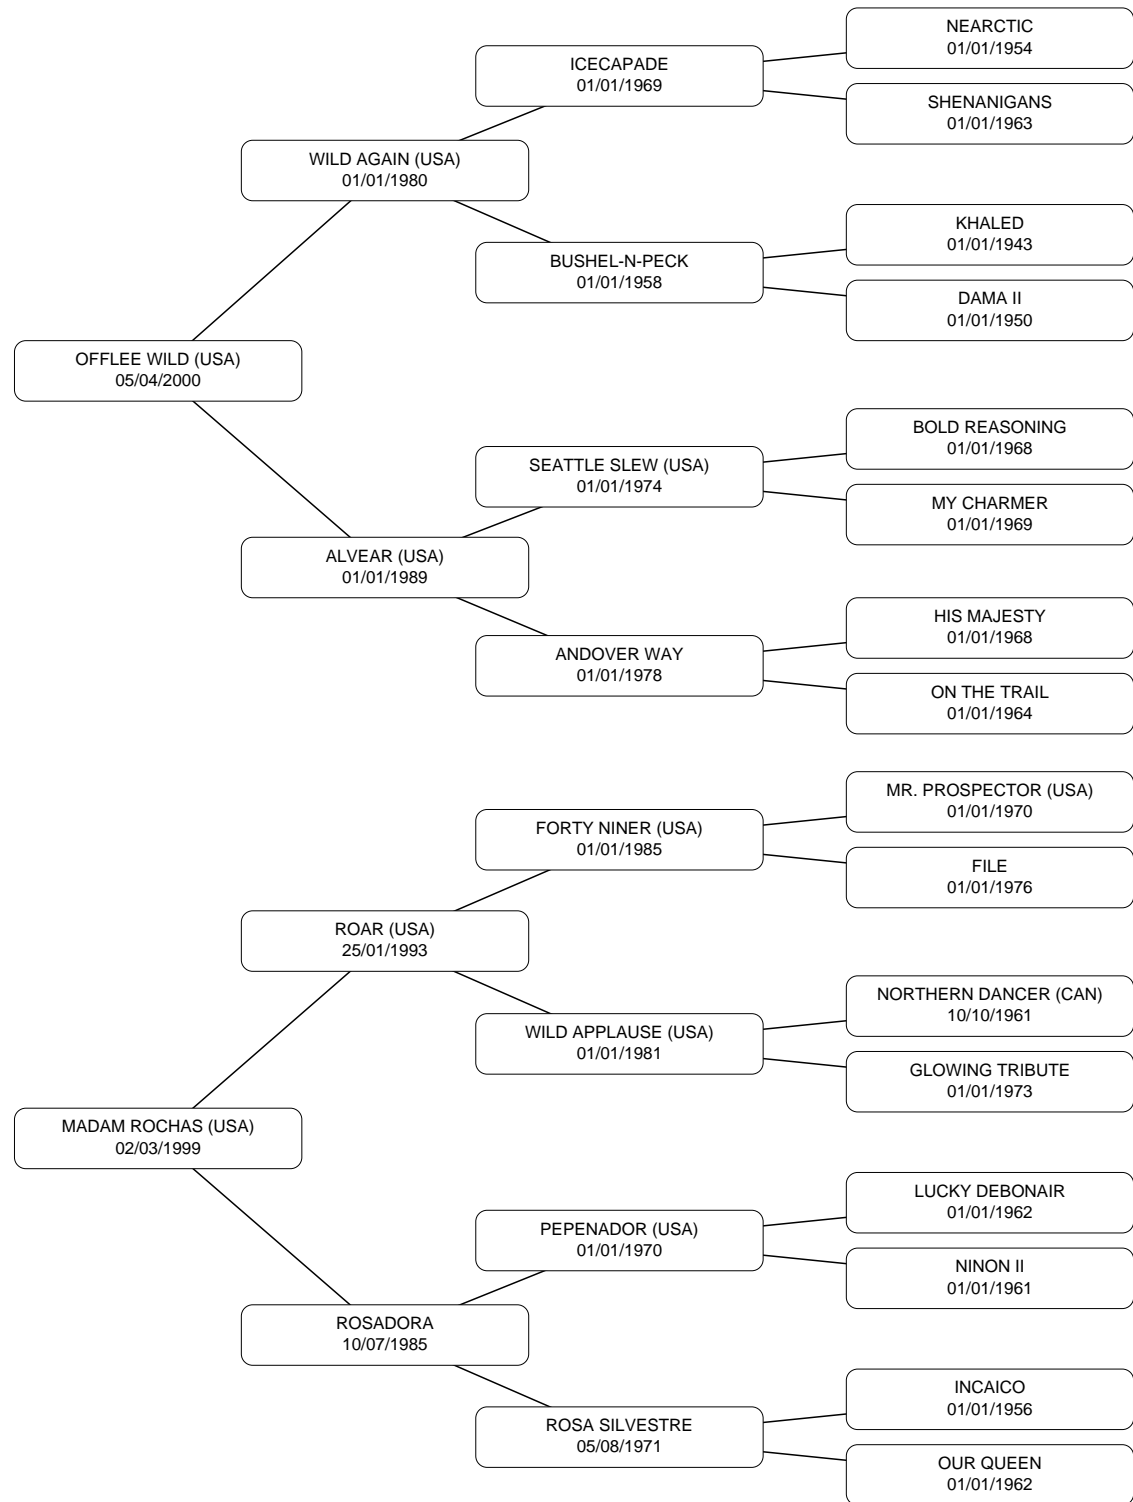 NEARCTIC
01/01/1954
ICECAPADE
01/01/1969
SHENANIGANS
01/01/1963
WILD AGAIN (USA)
01/01/1980
KHALED
01/01/1943
BUSHEL-N-PECK
01/01/1958
DAMA II
01/01/1950
OFFLEE WILD (USA)
05/04/2000
BOLD REASONING
01/01/1968
SEATTLE SLEW (USA)
01/01/1974
MY CHARMER
01/01/1969
ALVEAR (USA)
01/01/1989
HIS MAJESTY
01/01/1968
ANDOVER WAY
01/01/1978
ON THE TRAIL
01/01/1964
MR. PROSPECTOR (USA)
01/01/1970
FORTY NINER (USA)
01/01/1985
FILE
01/01/1976
ROAR (USA)
25/01/1993
NORTHERN DANCER (CAN)
10/10/1961
WILD APPLAUSE (USA)
01/01/1981
GLOWING TRIBUTE
01/01/1973
MADAM ROCHAS (USA)
02/03/1999
LUCKY DEBONAIR
01/01/1962
PEPENADOR (USA)
01/01/1970
NINON II
01/01/1961
ROSADORA
10/07/1985
INCAICO
01/01/1956
ROSA SILVESTRE
05/08/1971
OUR QUEEN
01/01/1962